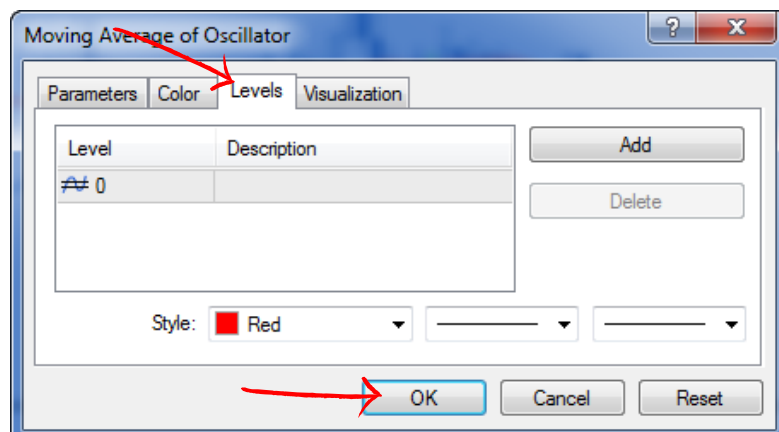 Moving Average of Oscillator
?
X
Parameters Color Levels Visualization
Level Description
Add
0
Delete
Style: Red
OK Cancel Reset